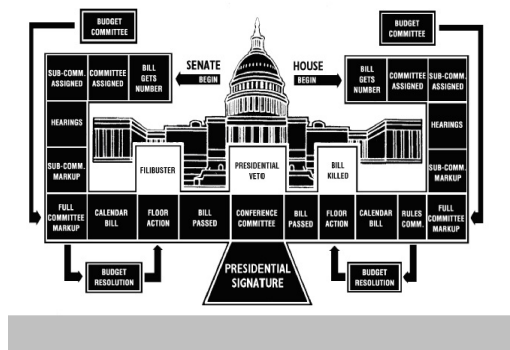 BUDGET
COMMITTEE
BUDGET
COMMITTEE
SENATE
BEGIN
HOUSE
BEGIN
SUB-COMM.
ASSIGNED
COMMITTEE
ASSIGNED
BILL
GETS
NUMBER
BILL
GETS
NUMBER
COMMITTEE
ASSIGNED
SUB-COMM.
ASSIGNED
HEARINGS
HEARINGS
SUB-COMM.
MARKUP
FILIBUSTER
PRESIDENTIAL
VETO
BILL
KILLED
SUB-COMM.
MARKUP
FULL
COMMITTEE
MARKUP
CALENDAR
BILL
FLOOR
ACTION
BILL
PASSED
CONFERENCE
COMMITTEE
BILL
PASSED
FLOOR
ACTION
CALENDAR
BILL
RULES
COMM.
FULL
COMMITTEE
MARKUP
BUDGET
RESOLUTION
PRESIDENTIAL
SIGNATURE
BUDGET
RESOLUTION